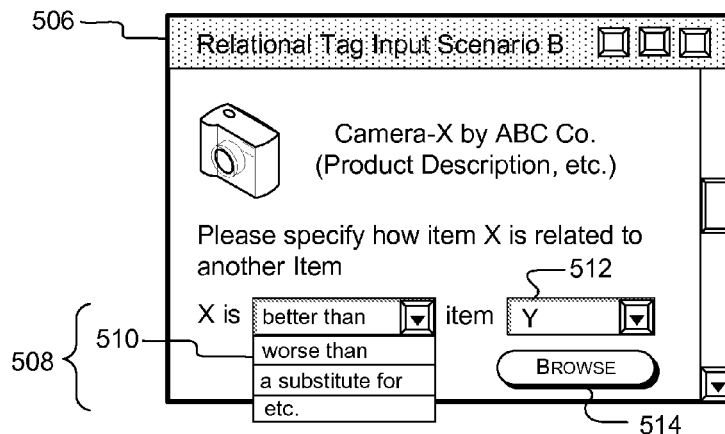 506
Relational Tag Input Scenario B
Camera-X by ABC Co.
(Product Description, etc.)
Please specify how item X is related to
another Item
512
X is better than item Y
508
510
worse than
a substitute for
etc.
BROWSE
514